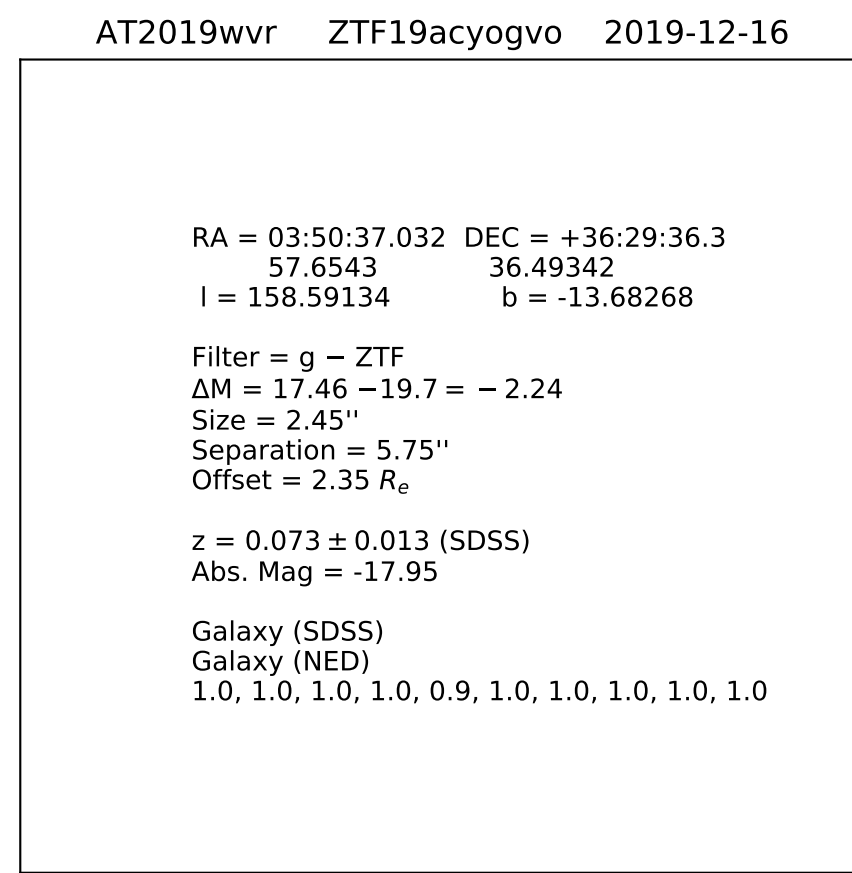 AT2019wvr ZTF19acyogvo 2019-12-16
RA = 03:50:37.032 DEC = +36:29:36.3
57.6543 36.49342
l = 158.59134 b = -13.68268
Filter = g − ZTF
ΔM = 17.46 −19.7 = − 2.24
Size = 2.45''
Separation = 5.75''
Offset = 2.35 Re
z = 0.073 ± 0.013 (SDSS)
Abs. Mag = -17.95
Galaxy (SDSS)
Galaxy (NED)
1.0, 1.0, 1.0, 1.0, 0.9, 1.0, 1.0, 1.0, 1.0, 1.0